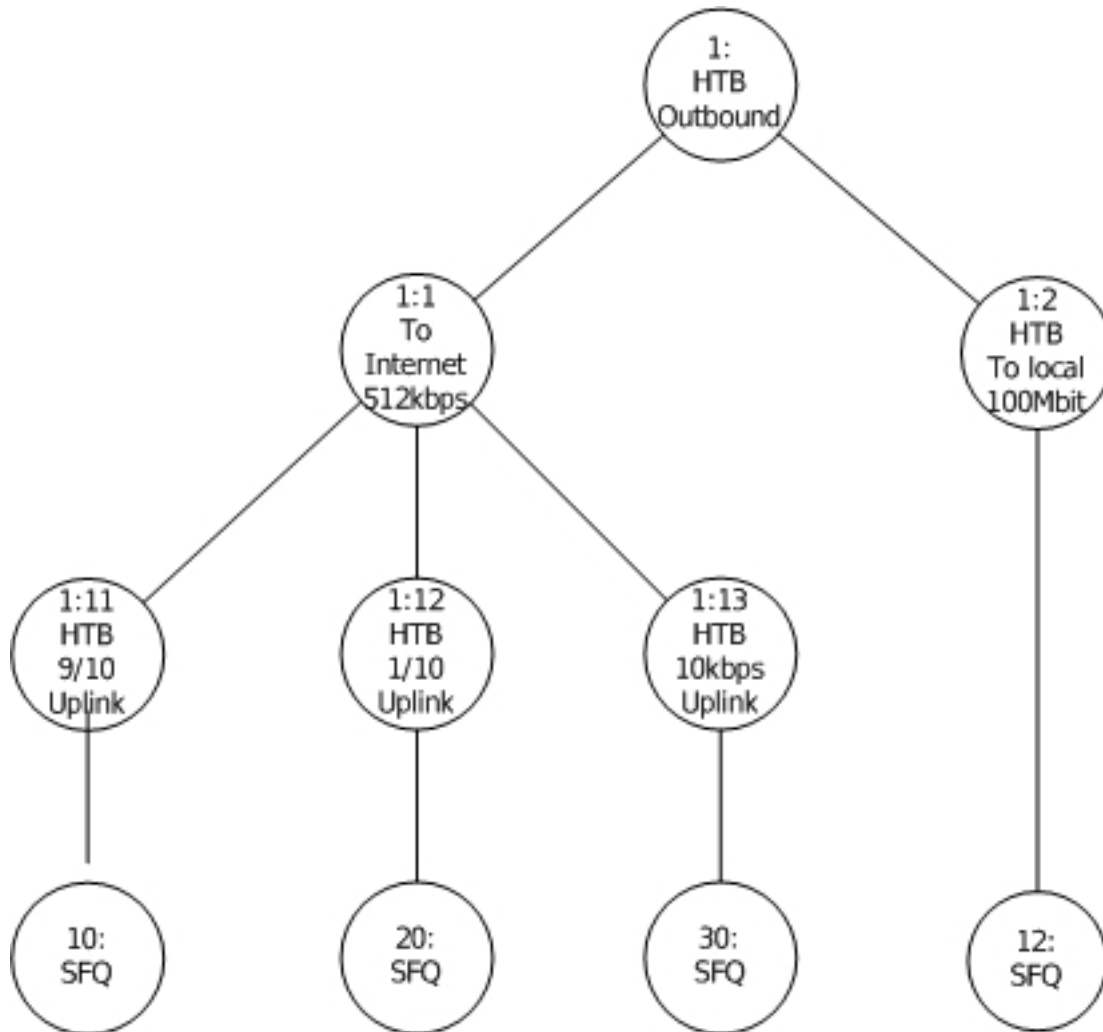 1:
HTB
Outbound
1:1
To
Internet
512kbps
1:2
HTB
To local
100Mbit
1:11
HTB
9/10
Uplink
1:12
HTB
1/10
Uplink
1:13
HTB
10kbps
Uplink
10:
SFQ
20:
SFQ
30:
SFQ
12:
SFQ